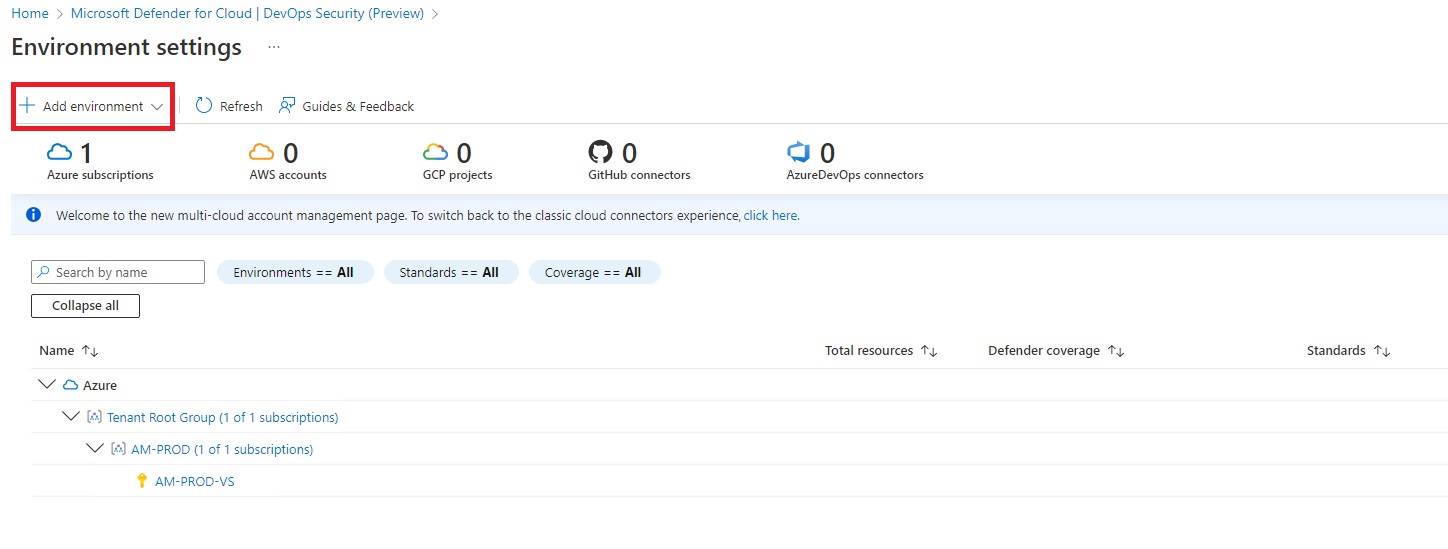 Home > Microsoft Defender for Cloud | DevOps Security (Preview) >
Environment settings ...
+ Add environment Refresh Guides & Feedback
1 0 0 0 0
Azure subscriptions AWS accounts GCP projects GitHub connectors AzureDevOps connectors
Welcome to the new multi-cloud account management page. To switch back to the classic cloud connectors experience, click here.
Search by name Environments == All Standards == All Coverage == All
Collapse all
Name Total resources Defender coverage Standards
Azure
Tenant Root Group (1 of 1 subscriptions)
AM-PROD (1 of 1 subscriptions)
AM-PROD-VS